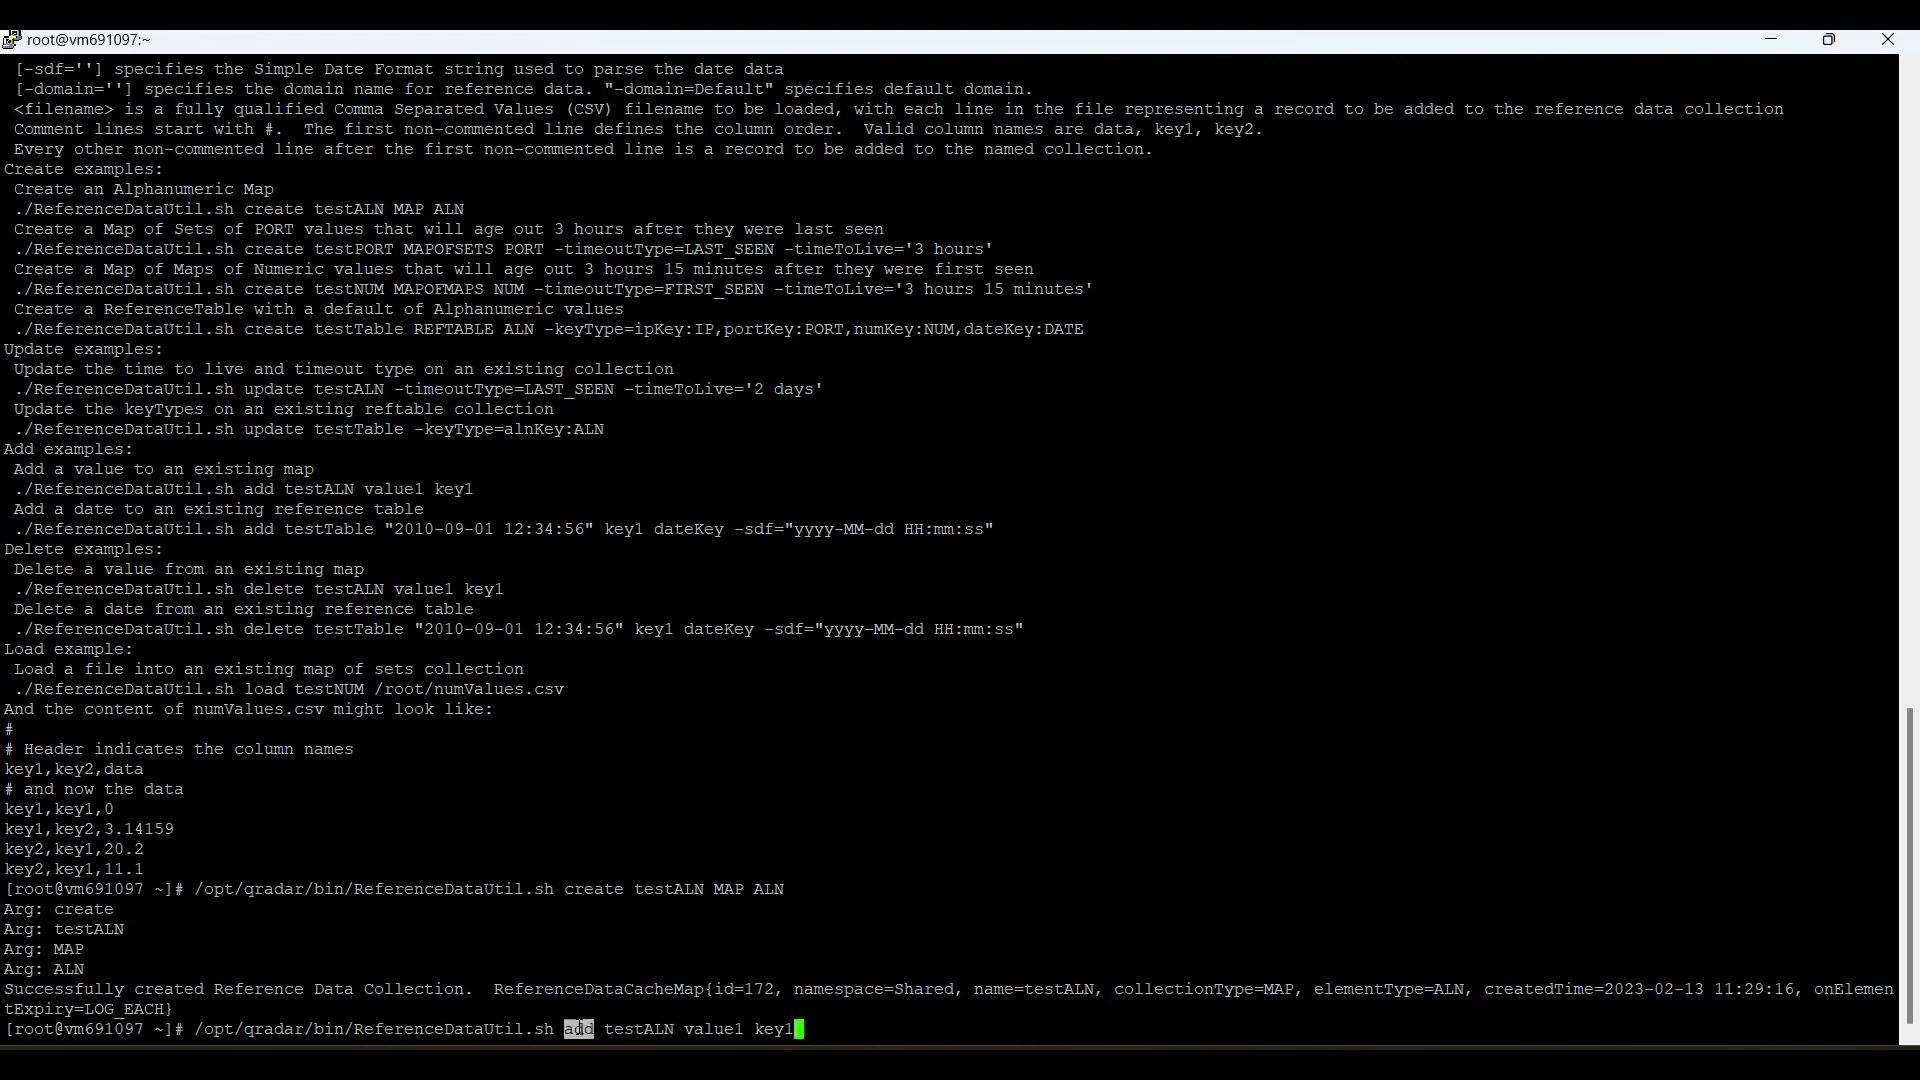 root@vm691097:~
[-sdf=''] specifies the Simple Date Format string used to parse the date data
[-domain=''] specifies the domain name for reference data. "-domain=Default" specifies default domain.
<filename> is a fully qualified Comma Separated Values (CSV) filename to be loaded, with each line in the file representing a record to be added to the reference data collection
Comment lines start with #.  The first non-commented line defines the column order.  Valid column names are data, key1, key2.
Every other non-commented line after the first non-commented line is a record to be added to the named collection.
Create examples:
Create an Alphanumeric Map
./ReferenceDataUtil.sh create testALN MAP ALN
Create a Map of Sets of PORT values that will age out 3 hours after they were last seen
./ReferenceDataUtil.sh create testPORT MAPOFSETS PORT -timeoutType=LAST_SEEN -timeToLive='3 hours'
Create a Map of Maps of Numeric values that will age out 3 hours 15 minutes after they were first seen
./ReferenceDataUtil.sh create testNUM MAPOFMAPS NUM -timeoutType=FIRST_SEEN -timeToLive='3 hours 15 minutes'
Create a ReferenceTable with a default of Alphanumeric values
./ReferenceDataUtil.sh create testTable REFTABLE ALN -keyType=ipKey:IP,portKey:PORT,numKey:NUM,dateKey:DATE
Update examples:
Update the time to live and timeout type on an existing collection
./ReferenceDataUtil.sh update testALN -timeoutType=LAST_SEEN -timeToLive='2 days'
Update the keyTypes on an existing reftable collection
./ReferenceDataUtil.sh update testTable -keyType=alnKey:ALN
Add examples:
Add a value to an existing map
./ReferenceDataUtil.sh add testALN value1 key1
Add a date to an existing reference table
./ReferenceDataUtil.sh add testTable "2010-09-01 12:34:56" key1 dateKey -sdf="yyyy-MM-dd HH:mm:ss"
Delete examples:
Delete a value from an existing map
./ReferenceDataUtil.sh delete testALN value1 key1
Delete a date from an existing reference table
./ReferenceDataUtil.sh delete testTable "2010-09-01 12:34:56" key1 dateKey -sdf="yyyy-MM-dd HH:mm:ss"
Load example:
Load a file into an existing map of sets collection
./ReferenceDataUtil.sh load testNUM /root/numValues.csv
And the content of numValues.csv might look like:
#
# Header indicates the column names
key1,key2,data
# and now the data
key1,key1,0
key1,key2,3.14159
key2,key1,20.2
key2,key1,11.1
[root@vm691097 ~]# /opt/qradar/bin/ReferenceDataUtil.sh create testALN MAP ALN
Arg: create
Arg: testALN
Arg: MAP
Arg: ALN
Successfully created Reference Data Collection.  ReferenceDataCacheMap{id=172, namespace=Shared, name=testALN, collectionType=MAP, elementType=ALN, createdTime=2023-02-13 11:29:16, onElemen
tExpiry=LOG_EACH}
[root@vm691097 ~]# /opt/qradar/bin/ReferenceDataUtil.sh add testALN value1 key1